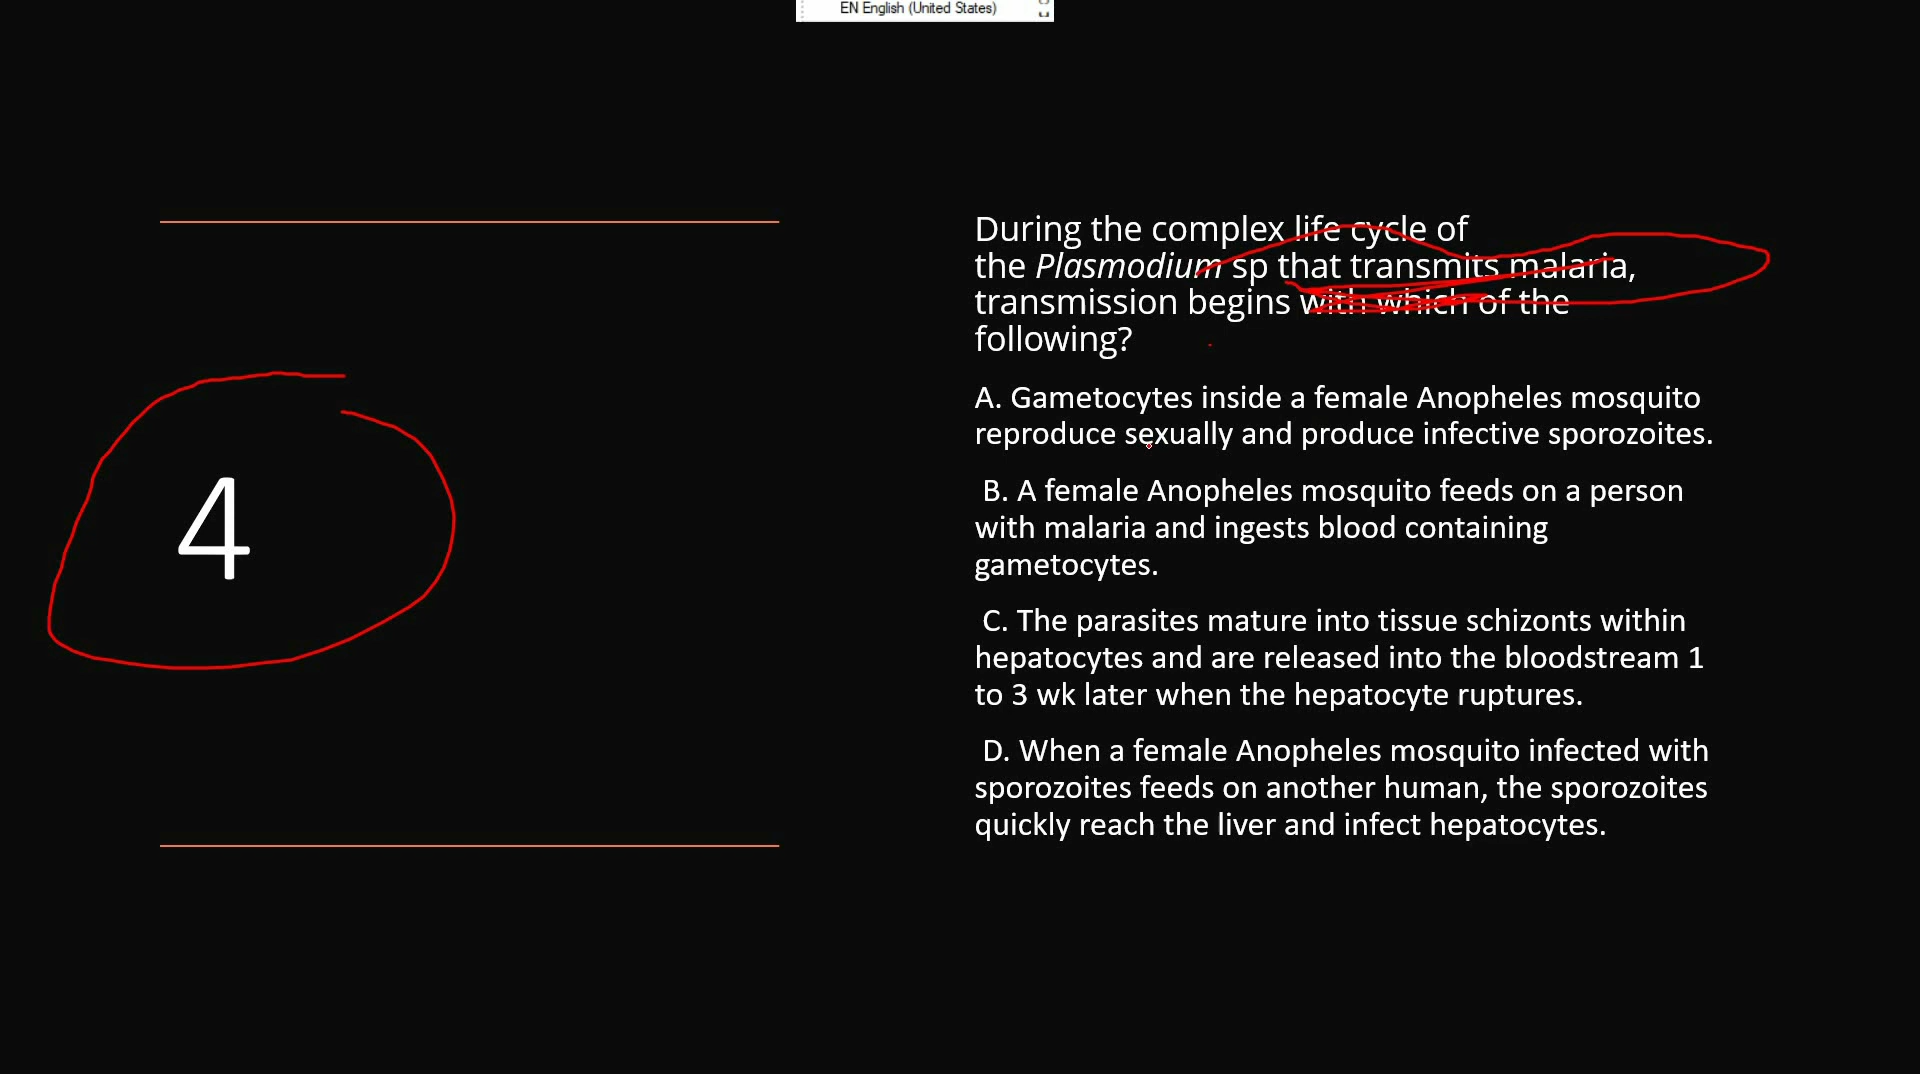 EN English (United States)
4
During the complex life cycle of
the Plasmodium sp that transmits malaria,
transmission begins with which of the
following?
A. Gametocytes inside a female Anopheles mosquito
reproduce sexually and produce infective sporozoites.
B. A female Anopheles mosquito feeds on a person
with malaria and ingests blood containing
gametocytes.
C. The parasites mature into tissue schizonts within
hepatocytes and are released into the bloodstream 1
to 3 wk later when the hepatocyte ruptures.
D. When a female Anopheles mosquito infected with
sporozoites feeds on another human, the sporozoites
quickly reach the liver and infect hepatocytes.